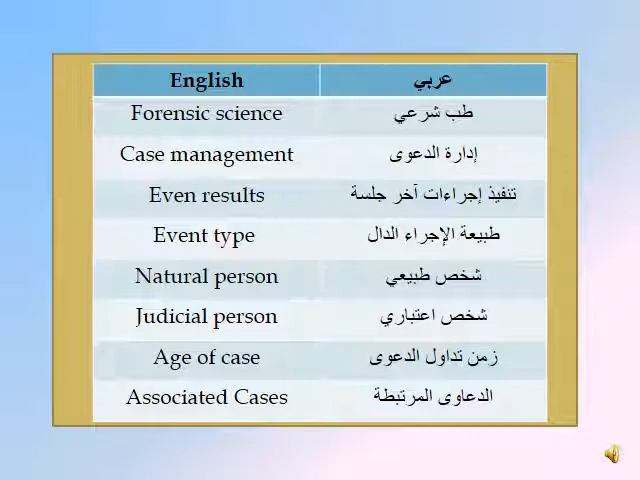 English عربي
Forensic science طب شرعي
Case management إدارة الدعوى
Even results تنفيذ إجراءات آخر جلسة
Event type طبيعة الإجراء الدال
Natural person شخص طبيعي
Judicial person شخص اعتباري
Age of case زمن تداول الدعوى
Associated Cases الدعاوى المرتبطة